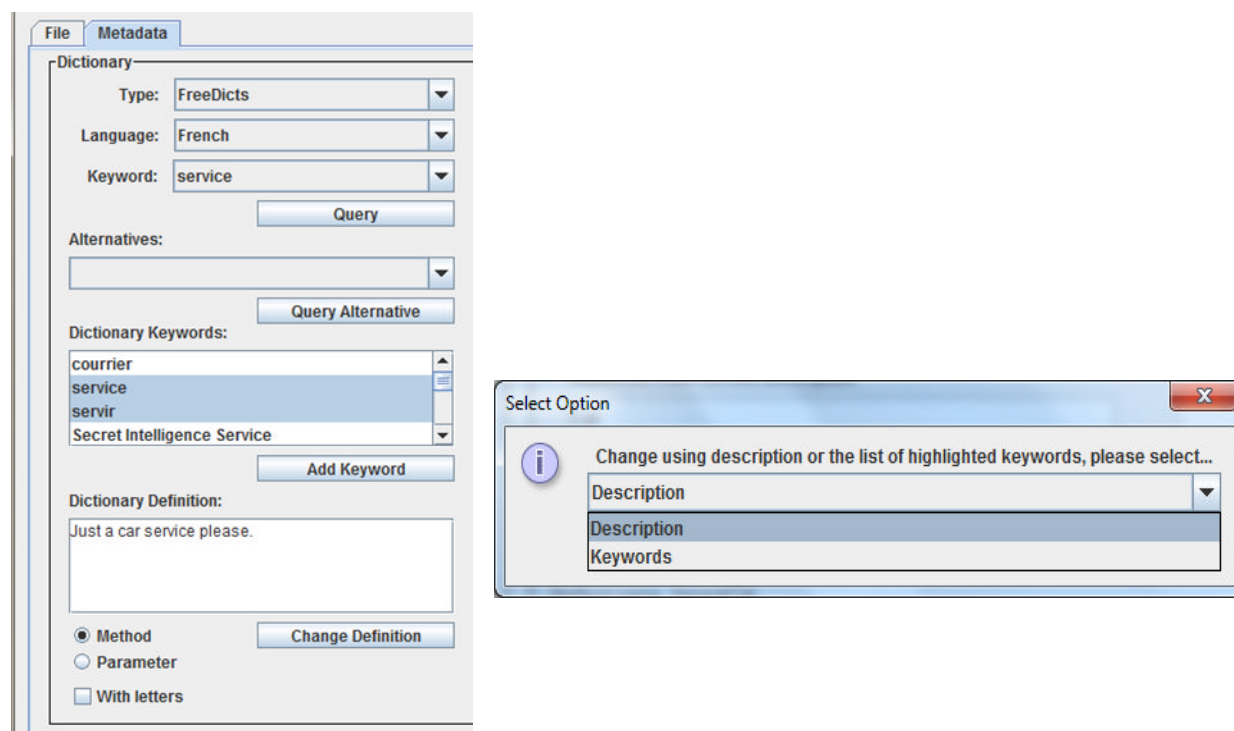 File Metadata
Dictionary
Type: FreeDicts
Language: French
Keyword: service
Query
Alternatives:
Query Alternative
Dictionary Keywords:
courrier
service
servir
Secret Intelligence Service
Add Keyword
Dictionary Definition:
Just a car service please.
Method
Change Definition
Parameter
With letters
Select Option
X
Change using description or the list of highlighted keywords, please select...
Description
Description
Keywords